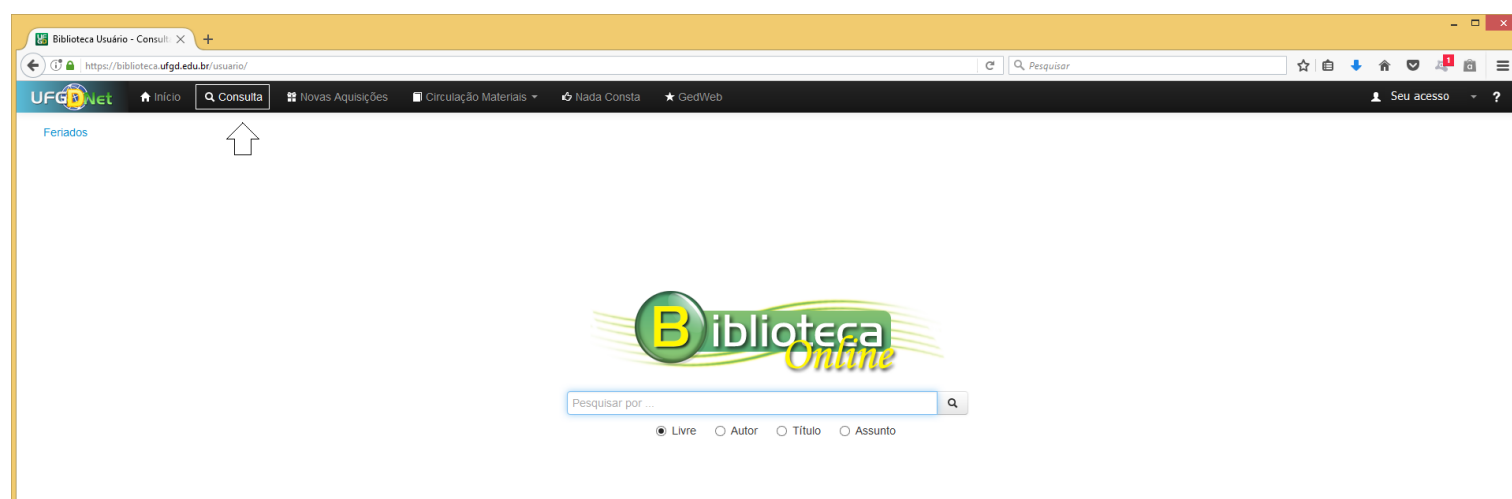 Biblioteca Usuário - Consult
https://biblioteca.ufgd.edu.br/usuario/
Pesquisar
1
UFGDNet Início Consulta Novas Aquisições Circulação Materiais Nada Consta GedWeb Seu acesso ?
Feriados
Biblioteca
Online
Pesquisar por ...
Livre Autor Título Assunto